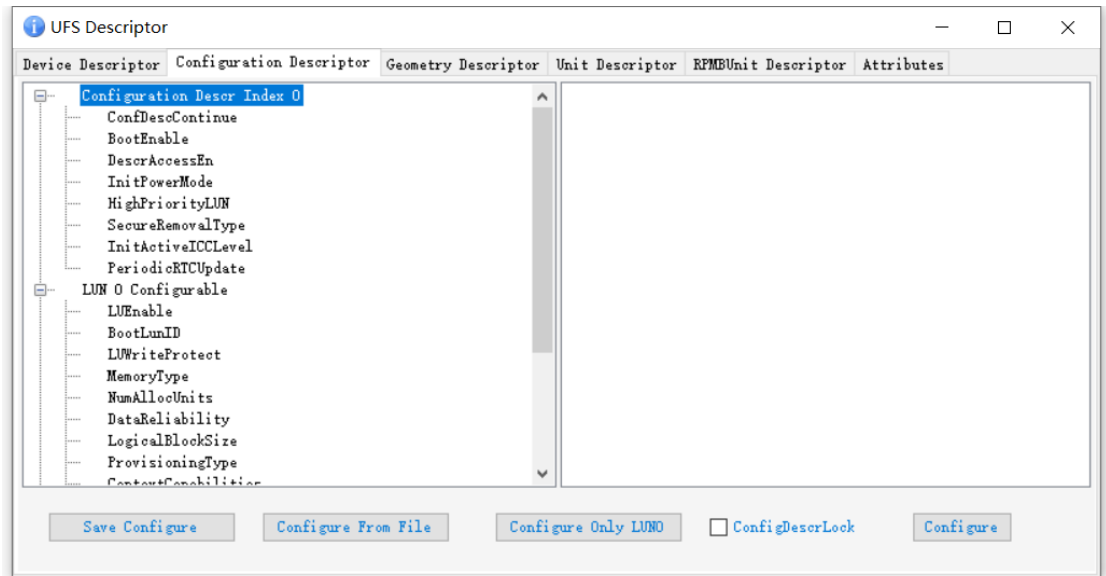 UFS Descriptor
Device Descriptor Configuration Descriptor Geometry Descriptor Unit Descriptor RPMBUnit Descriptor Attributes
Configuration Descr Index 0
ConfDescContinue
BootEnable
DescrAccessEn
InitPowerMode
HighPriorityLUN
SecureRemovalType
InitActiveICCLevel
PeriodicRTCUpdate
LUN 0 Configurable
LUEnable
BootLunID
LUWriteProtect
MemoryType
NumAllocUnits
DataReliability
LogicalBlockSize
ProvisioningType
ContextCapabilities
Save Configure Configure From File Configure Only LUN0 ConfigDescrLock Configure